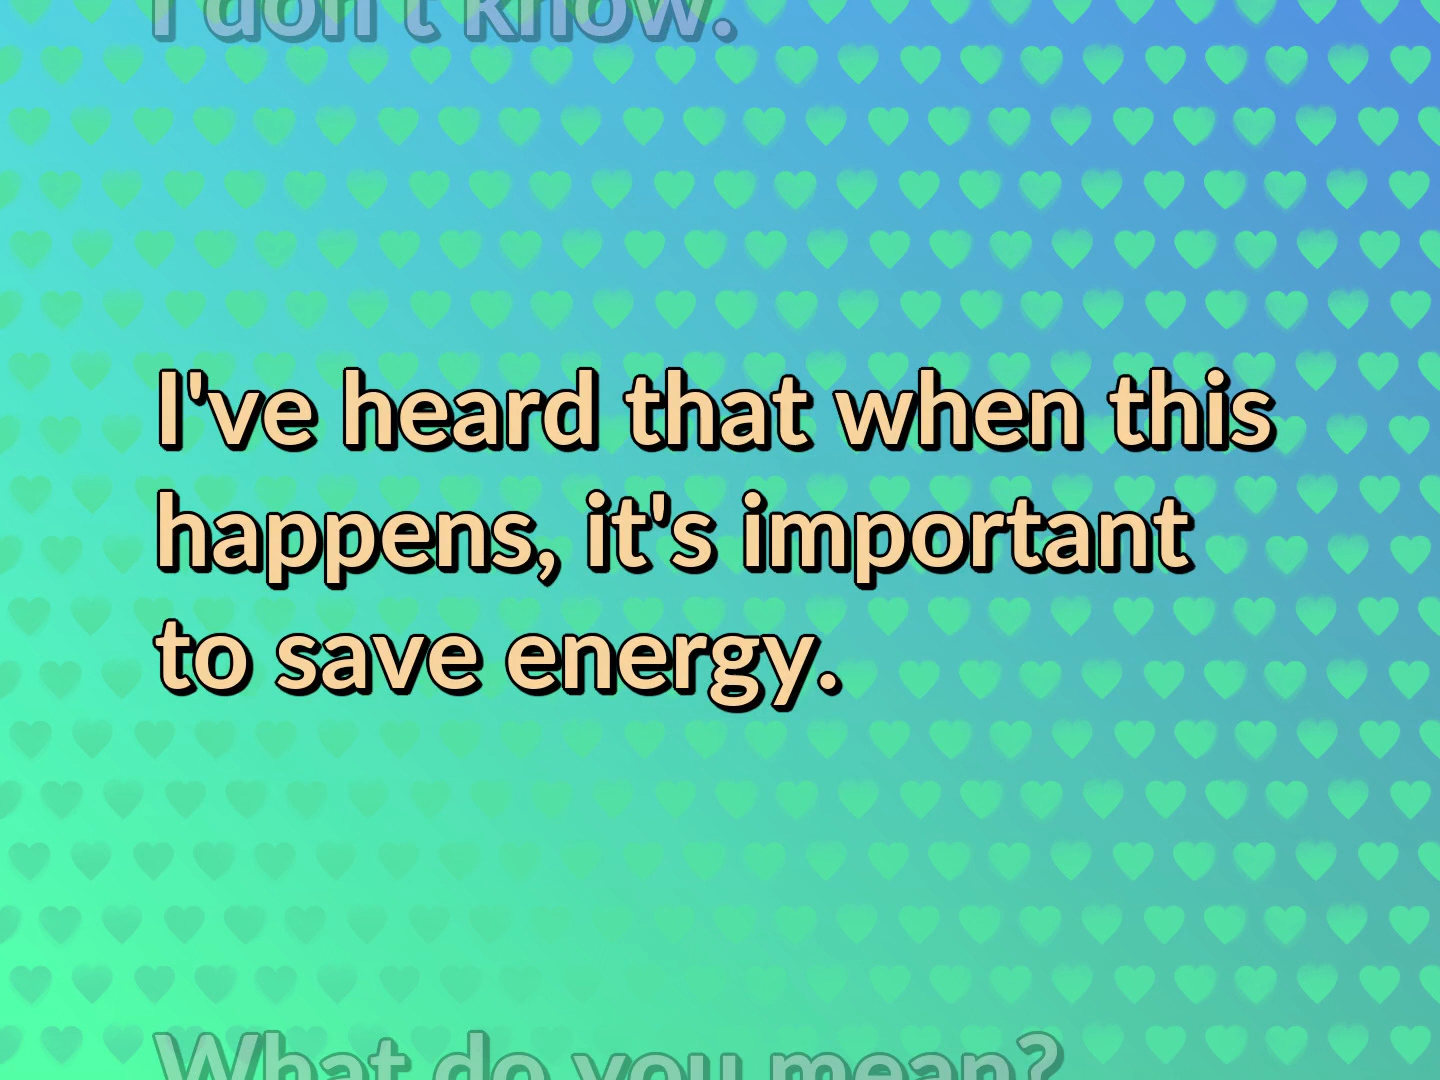 I don't know.
I've heard that when this
happens, it's important
to save energy.
What do you mean?